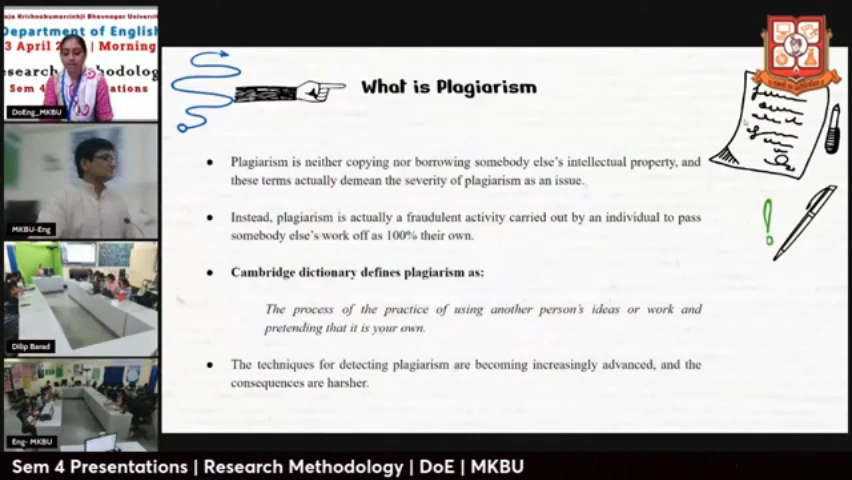 aja Krishnakumarsinhji Bhavnagar Universi
Department of English
3 April 2 | Morning
esearch hodolog
Sem 4 ations
DoEng_MKBU
MKBU-Eng
Dilip Barad
Eng- MKBU
What is Plagiarism
● Plagiarism is neither copying nor borrowing somebody else's intellectual property, and
these terms actually demean the severity of plagiarism as an issue.
● Instead, plagiarism is actually a fraudulent activity carried out by an individual to pass
somebody else's work off as 100% their own.
● Cambridge dictionary defines plagiarism as:
The process of the practice of using another person's ideas or work and
pretending that it is your own.
● The techniques for detecting plagiarism are becoming increasingly advanced, and the
consequences are harsher.
Sem 4 Presentations | Research Methodology | DoE | MKBU